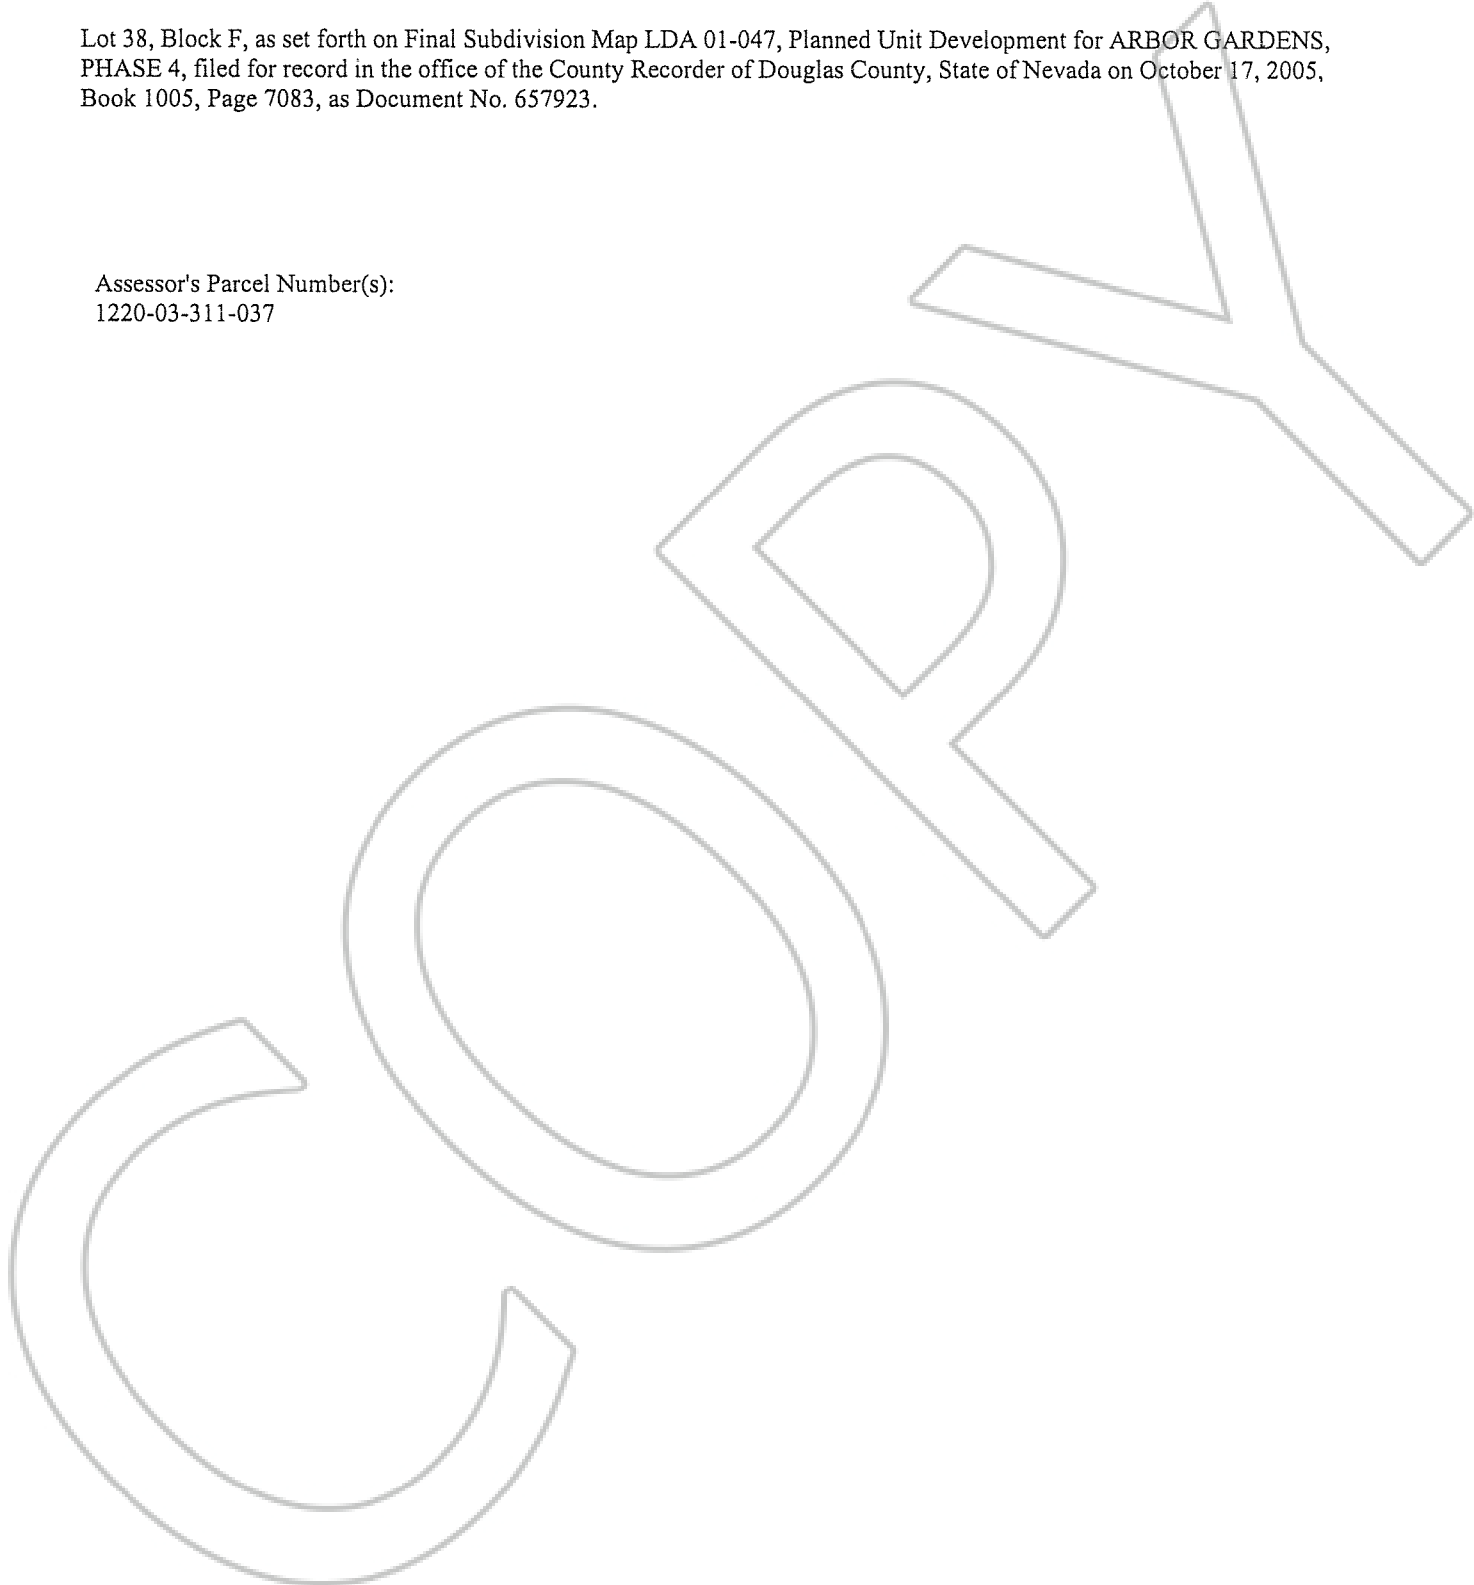 Lot 38, Block F, as set forth on Final Subdivision Map LDA 01-047, Planned Unit Development for ARBOR GARDENS,
PHASE 4, filed for record in the office of the County Recorder of Douglas County, State of Nevada on October 17, 2005,
Book 1005, Page 7083, as Document No. 657923.
Assessor's Parcel Number(s):
1220-03-311-037
COPY